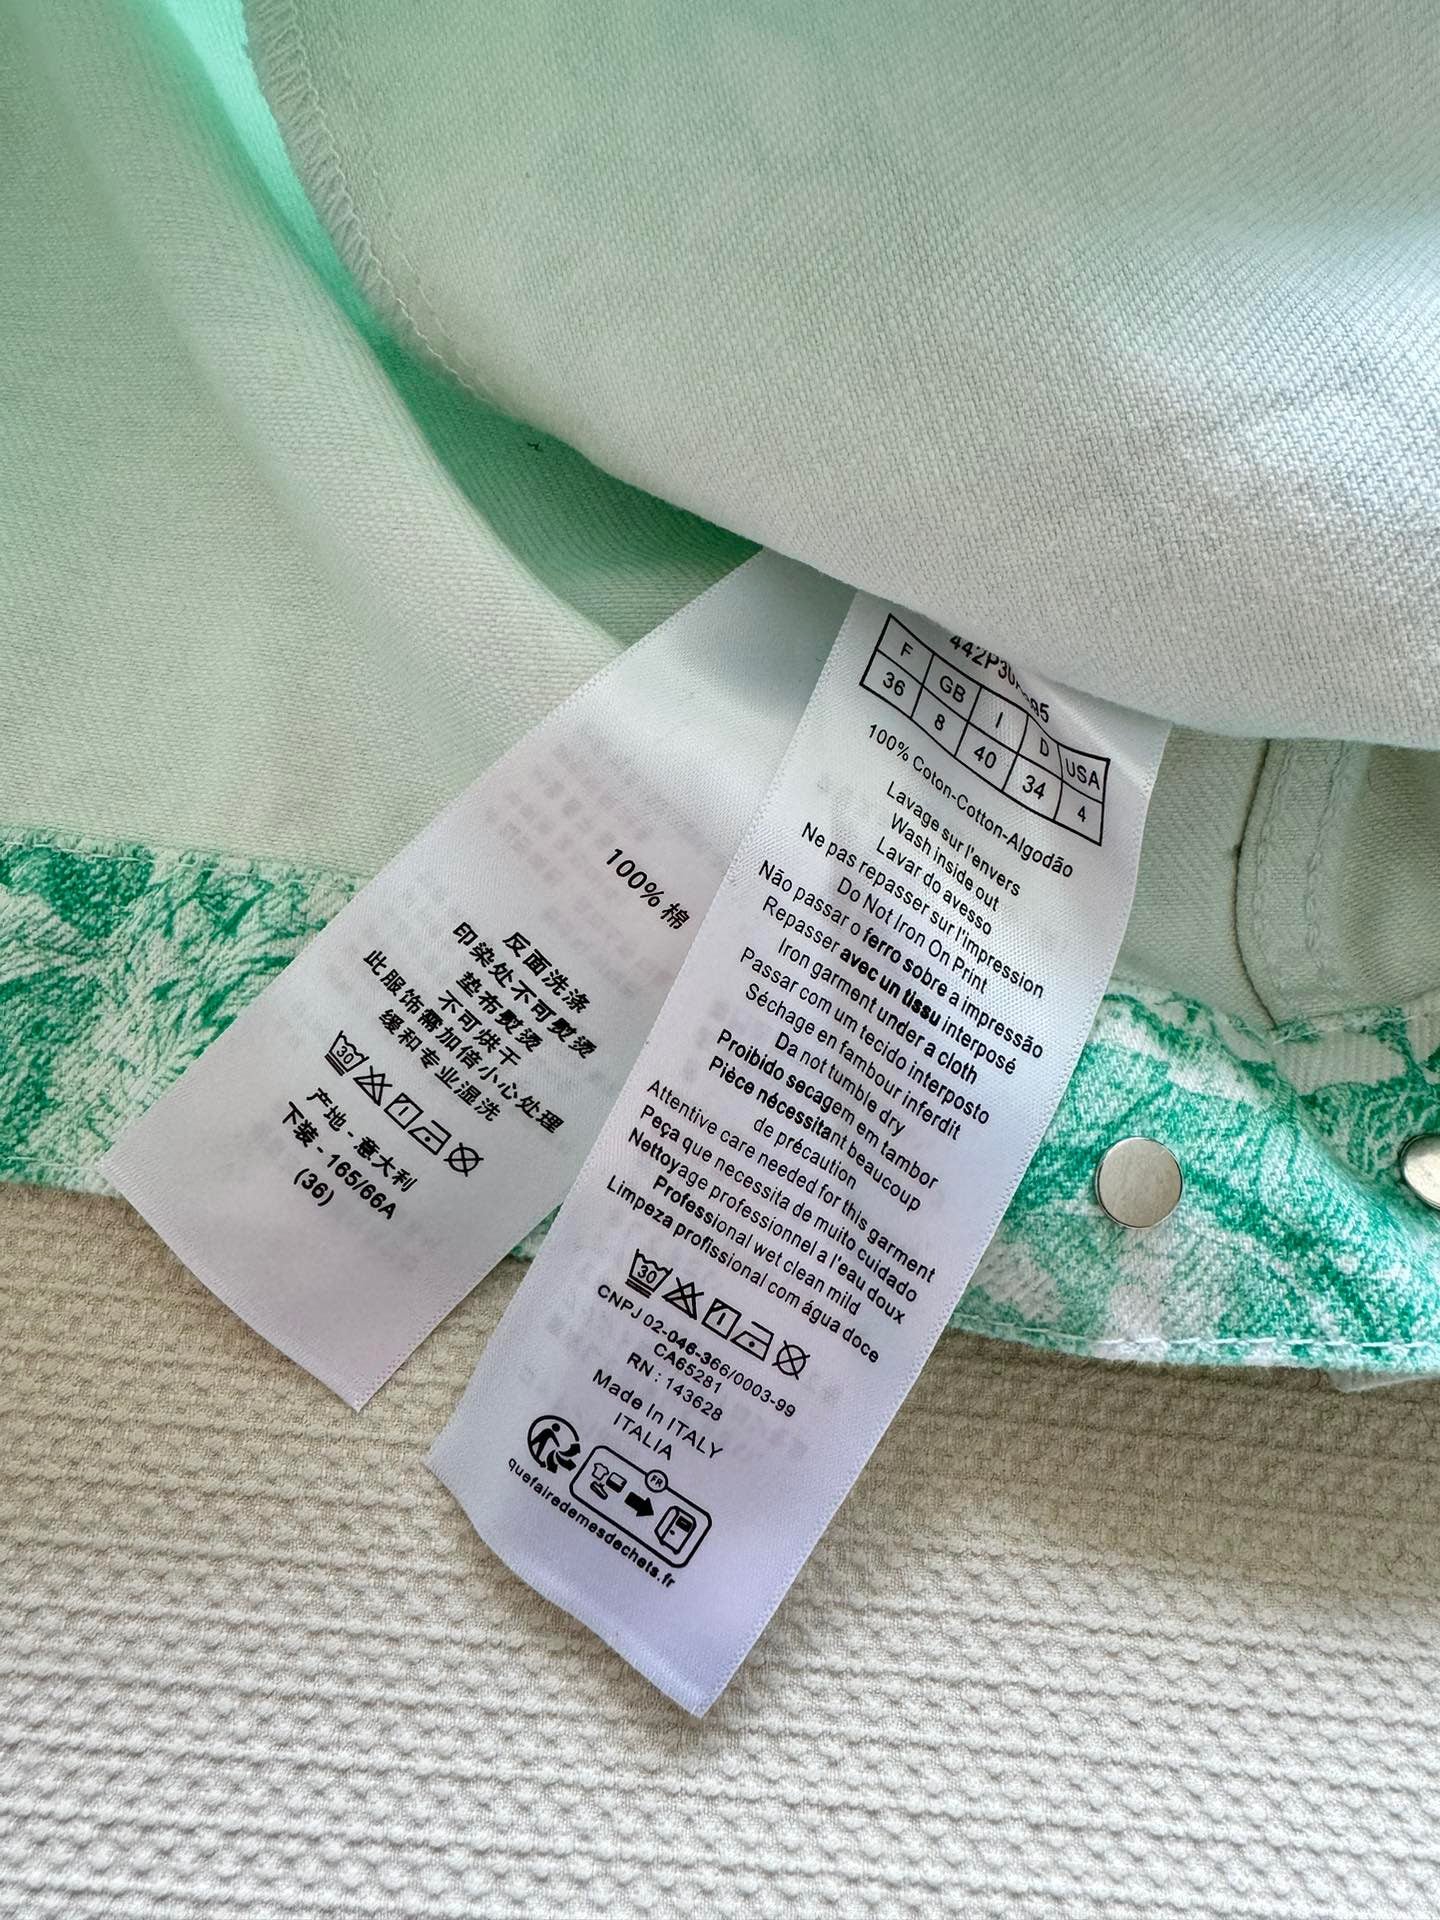 100% 棉
反面洗涤
印染处不可熨烫
垫布熨烫
不可烘干
此服饰需加倍小心处理
缓和专业湿洗
30
产地 - 意大利
下装 - 165/66A
(36)
F GB I D USA
36 8 40 34 4
100% Coton-Cotton-Algodão
Lavage sur l'envers
Wash inside out
Lavar do avesso
Ne pas repasser sur l'impression
Do Not Iron On Print
Não passar o ferro sobre a impressão
Repasser avec un tissu interposé
Iron garment under a cloth
Passar com um tecido interposto
Séchage en fambour inferdit
Da not tumble dry
Proibido secagem em tambor
Pièce nécessitant beaucoup
de précaution
Attentive care needed for this garment
Peça que necessita de muito cuidado
Nettoyage professionnel a l'eau doux
Professional wet clean mild
Limpeza profissional com água doce
30
CNPJ 02-046-366/0003-99
CA65281
RN : 143628
Made In ITALY
ITALIA
FR
quefairedemesdechets.fr